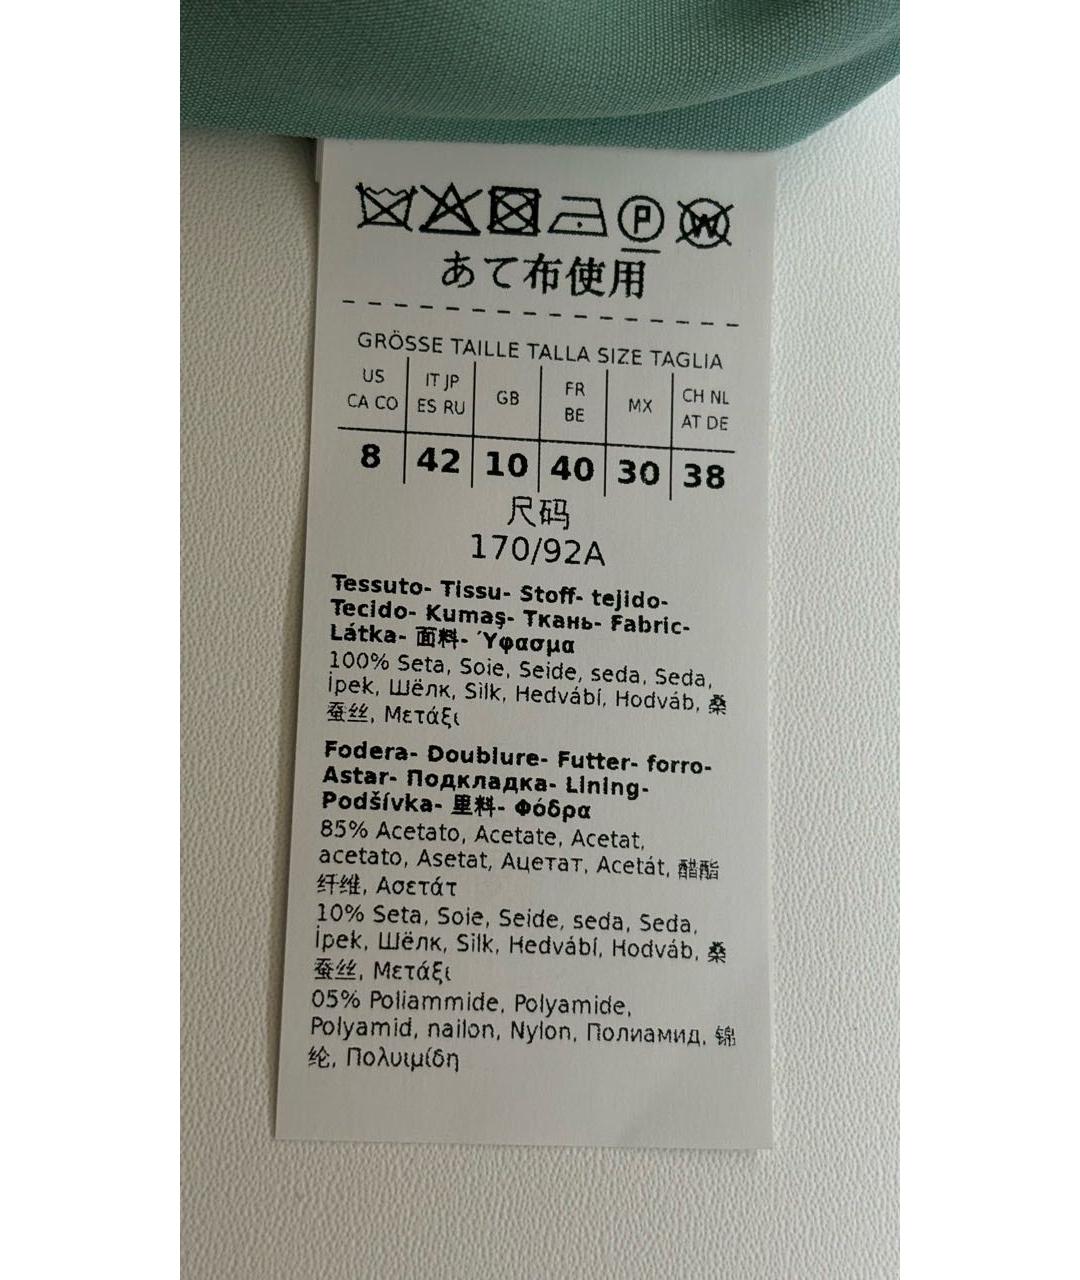 P
W
あて布使用
GRÖSSE TAILLE TALLA SIZE TAGLIA
US CA CO
IT JP ES RU
GB
FR BE
MX
CH NL AT DE
8 42 10 40 30 38
尺码
170/92A
Tessuto- Tissu- Stoff- tejido-
Tecido- Kumaş- Ткань- Fabric-
Látka- 面料- Ύφασμα
100% Seta, Soie, Seide, seda, Seda,
İpek, Шёлк, Silk, Hedvábí, Hodváb, 桑
蚕丝, Μετάξι
Fodera- Doublure- Futter- forro-
Astar- Подкладка- Lining-
Podšívka- 里料- Φόδρα
85% Acetato, Acetate, Acetat,
acetato, Asetat, Ацетат, Acetát, 醋酯
纤维, Ασετάτ
10% Seta, Soie, Seide, seda, Seda,
İpek, Шёлк, Silk, Hedvábí, Hodváb, 桑
蚕丝, Μετάξι
05% Poliammide, Polyamide,
Polyamid, nailon, Nylon, Полиамид, 锦
纶, Πολυιμίδη